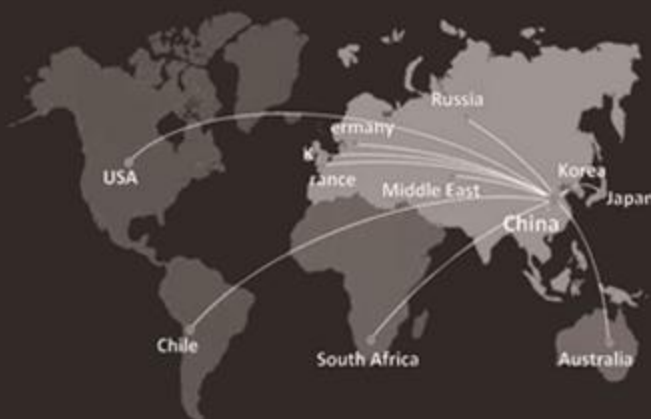 Russia
ermany
K
rance
USA
Middle East
Korea
Japan
China
Chile
South Africa
Australia